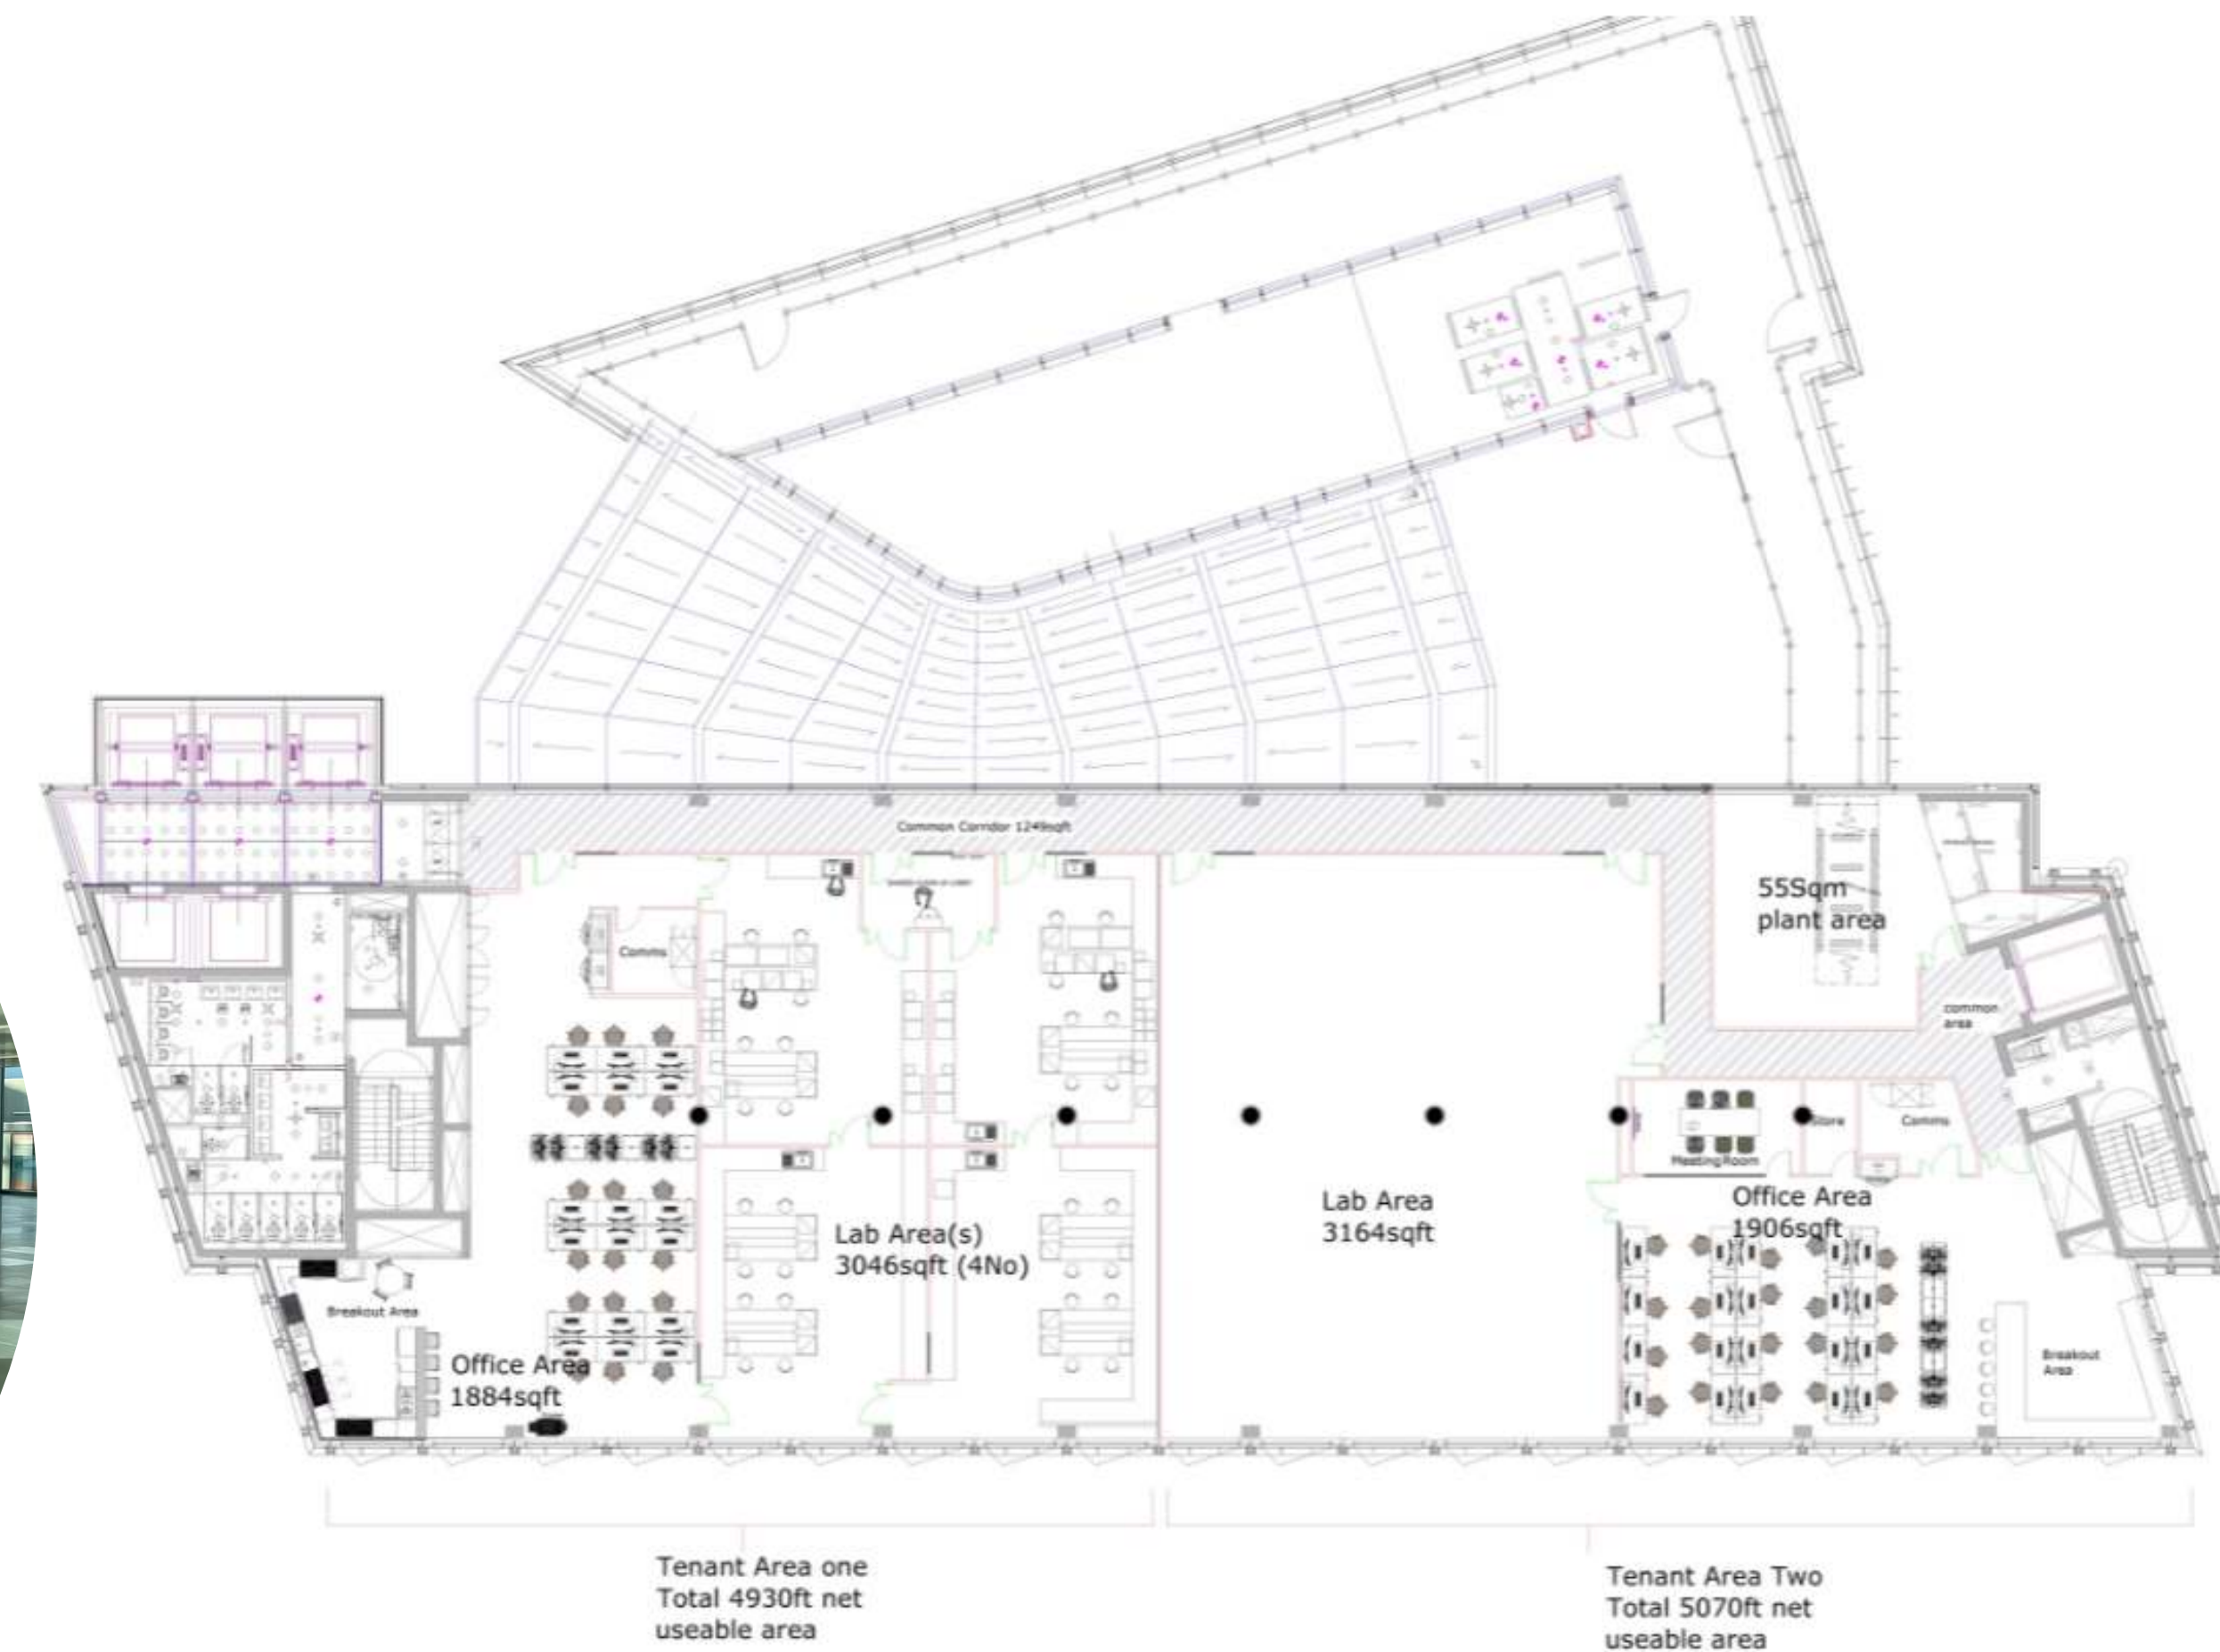 Common Corridor 1249sqft
55Sqm
plant area
Comms
common
area
Store
Comms
MeetingRoom
Office Area
1906sqft
Lab Area
3164sqft
Lab Area(s)
3046sqft (4No)
Breakout Area
Office Area
1884sqft
Breakout
Area
Tenant Area one
Total 4930ft net
useable area
Tenant Area Two
Total 5070ft net
useable area